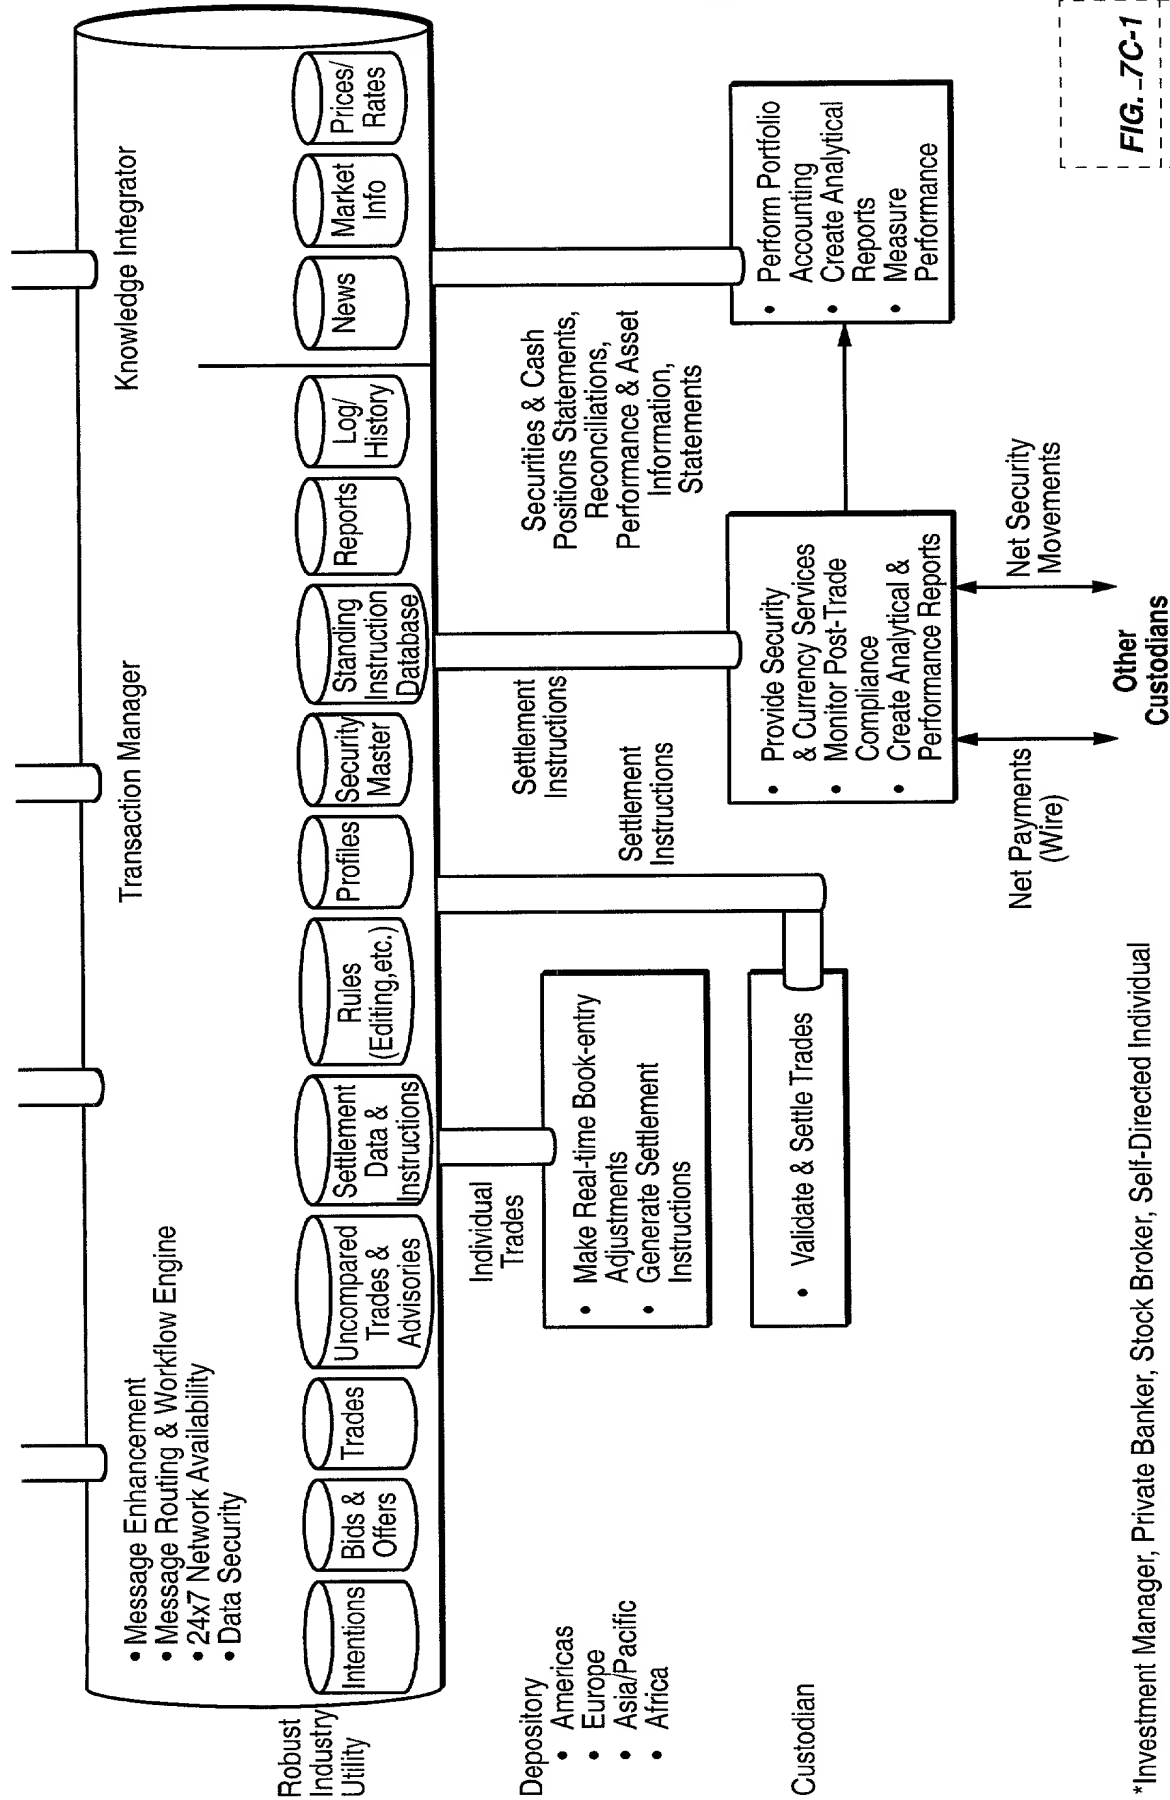 Transaction Manager
Knowledge Integrator
• Message Enhancement
• Message Routing & Workflow Engine
• 24x7 Network Availability
• Data Security
Robust
Industry
Utility
Intentions
Bids &
Offers
Trades
Uncompared
Trades &
Advisories
Settlement
Data &
Instructions
Rules
(Editing,etc.)
Profiles
Security
Master
Standing
Instruction
Database
Reports
Log/
History
News
Market
Info
Prices/
Rates
Individual
Trades
Settlement
Instructions
Settlement
Instructions
Securities & Cash
Positions Statements,
Reconciliations,
Performance & Asset
Information,
Statements
Depository
• Americas
• Europe
• Asia/Pacific
• Africa
• Make Real-time Book-entry
Adjustments
• Generate Settlement
Instructions
Custodian
• Validate & Settle Trades
• Provide Security
& Currency Services
• Monitor Post-Trade
Compliance
• Create Analytical &
Performance Reports
• Perform Portfolio
Accounting
• Create Analytical
Reports
• Measure
Performance
Net Payments
(Wire)
Net Security
Movements
Other
Custodians
*Investment Manager, Private Banker, Stock Broker, Self-Directed Individual
FIG._7C-1